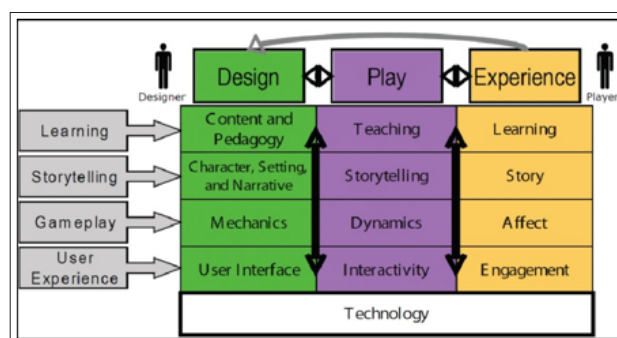 Design
Play
Experience
Designer
Player
Learning
Content and
Pedagogy
Teaching
Learning
Storytelling
Character, Setting,
and Narrative
Storytelling
Story
Gameplay
Mechanics
Dynamics
Affect
User
Experience
User Interface
Interactivity
Engagement
Technology